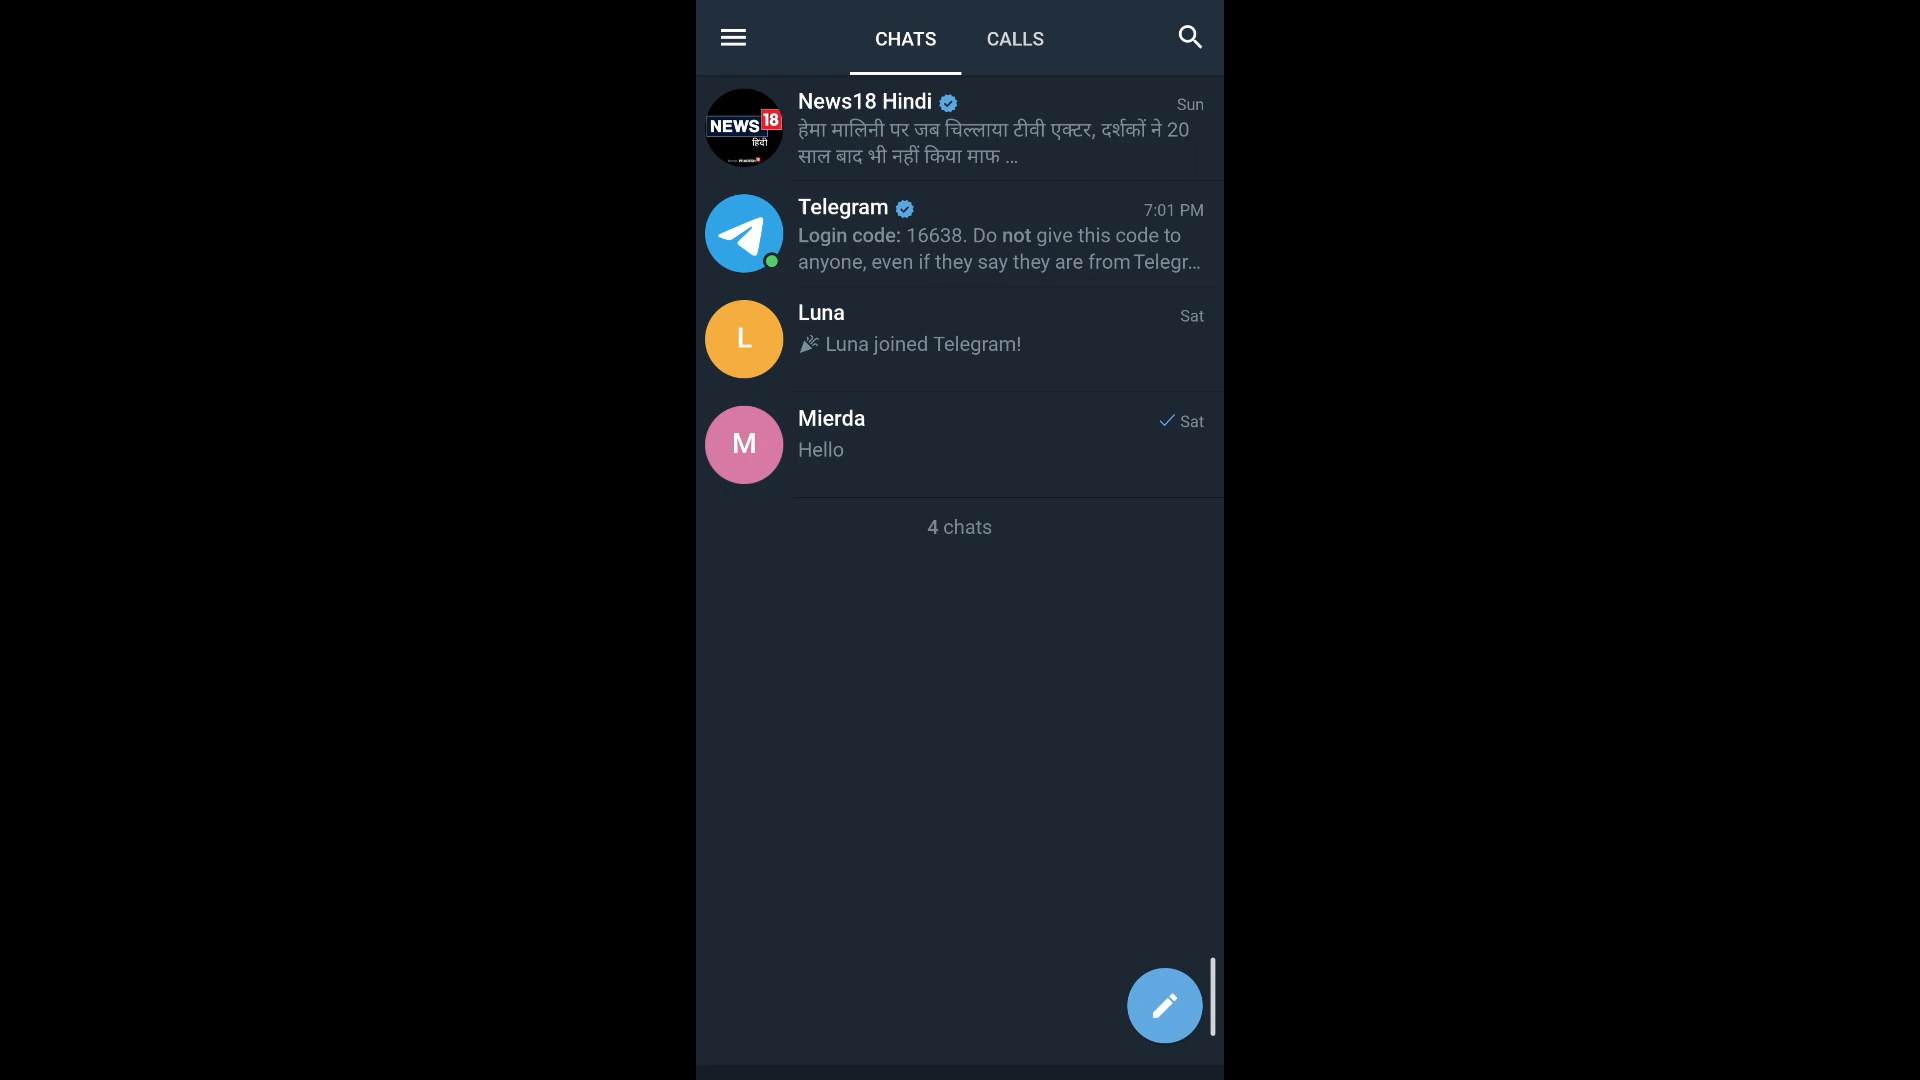 CHATS CALLS
NEWS 18
हिंदी
News18 Hindi Sun
हेमा मालिनी पर जब चिल्लाया टीवी एक्टर, दर्शकों ने 20
साल बाद भी नहीं किया माफ ...
Telegram 7:01 PM
Login code: 16638. Do not give this code to
anyone, even if they say they are from Telegr...
L
Luna Sat
Luna joined Telegram!
M
Mierda Sat
Hello
4 chats